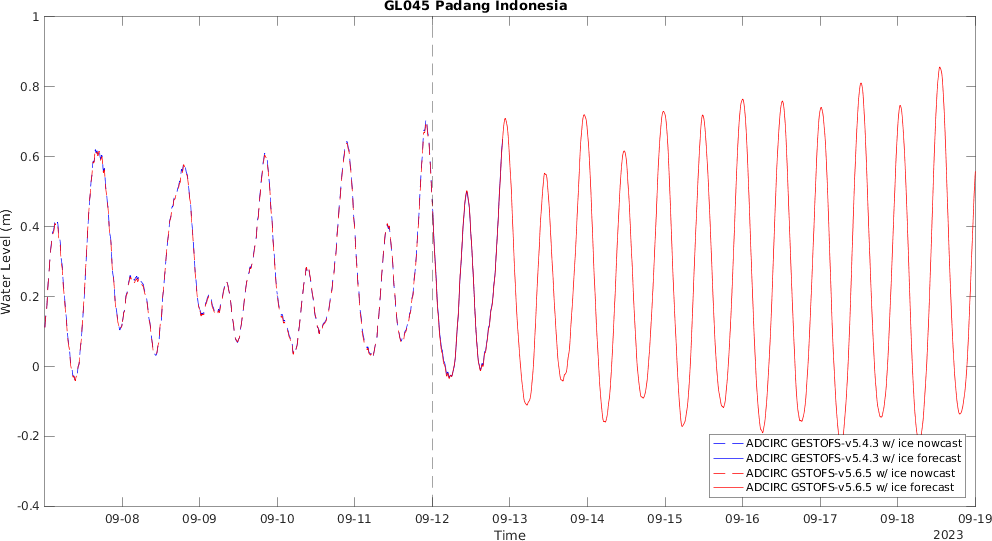 GL045 Padang Indonesia
1
0.8
0.6
0.4
0.2
0
-0.2
-0.4
Water Level (m)
09-08 09-09 09-10 09-11 09-12 09-13 09-14 09-15 09-16 09-17 09-18 09-19
Time
2023
ADCIRC GESTOFS-v5.4.3 w/ ice nowcast
ADCIRC GESTOFS-v5.4.3 w/ ice forecast
ADCIRC GSTOFS-v5.6.5 w/ ice nowcast
ADCIRC GSTOFS-v5.6.5 w/ ice forecast